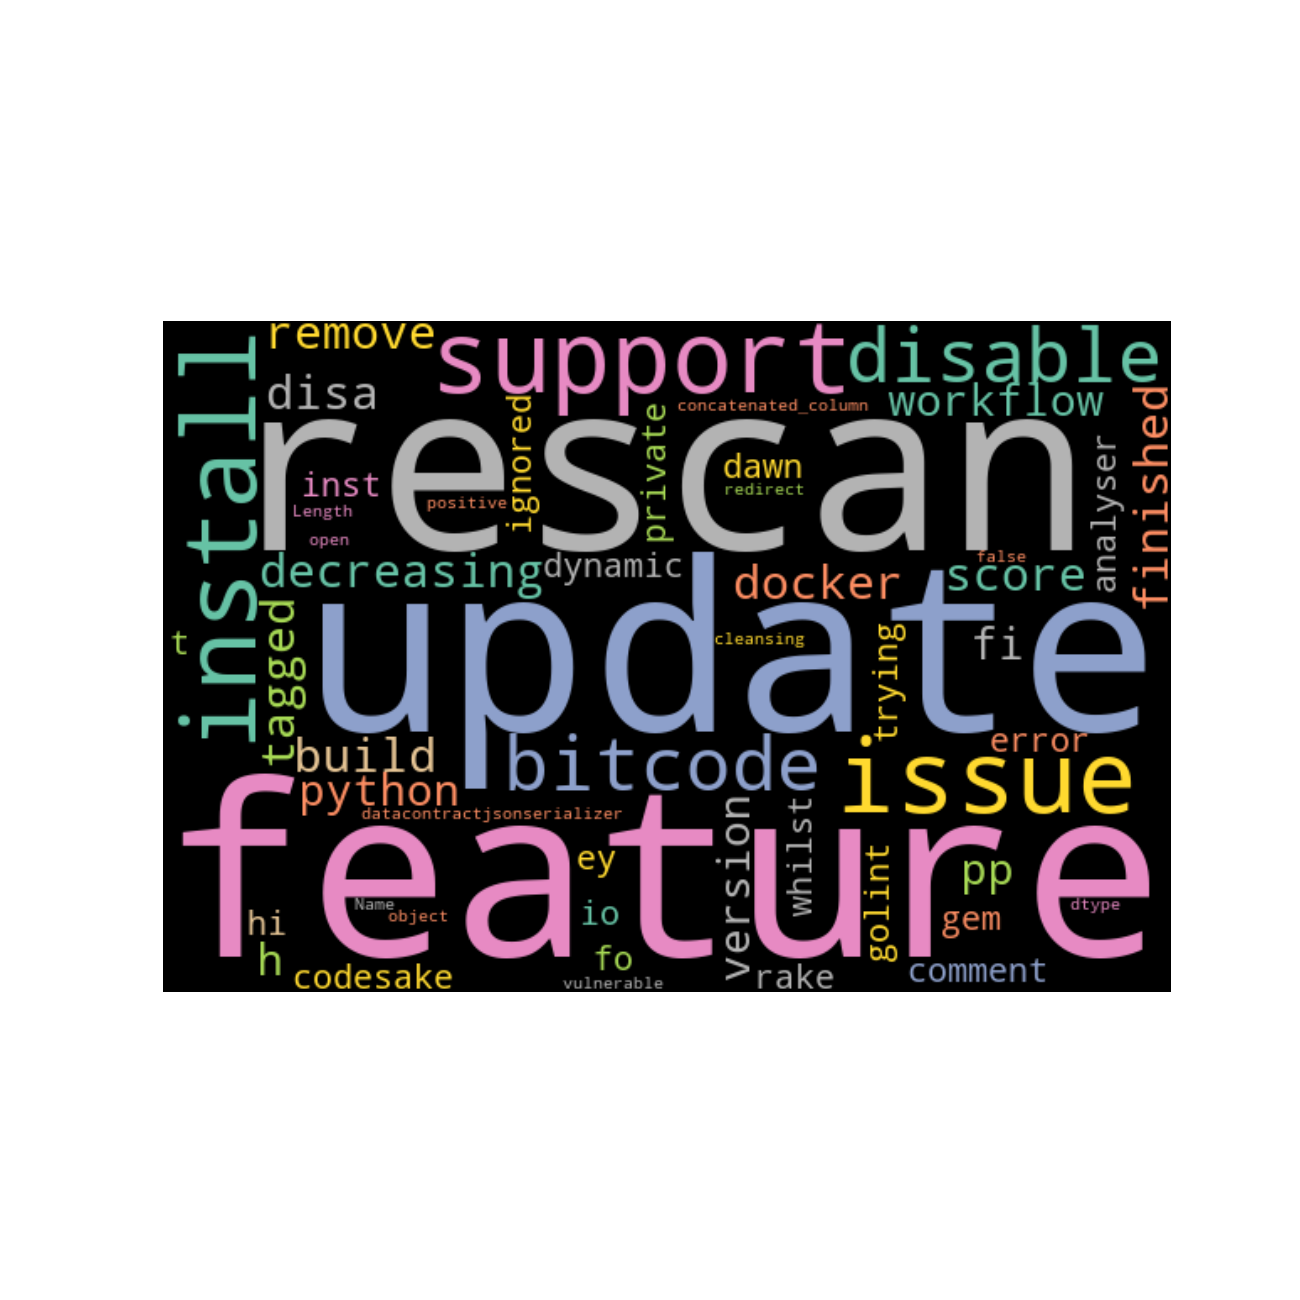 remove
support
disable
disa
concatenated_column
workflow
install
rescan
ignored
private
dawn
redirect
analyser
finished
inst
Length
positive
open
decreasing
dynamic
docker
false
score
update
t
tagged
cleansing
trying
fi
build
bitcode
error
issue
python
datacontractjsonserializer
feature
version
whilst
golint
ey
pp
Name
object
hi
io
gem
dtype
h
fo
codesake
vulnerable
rake
comment